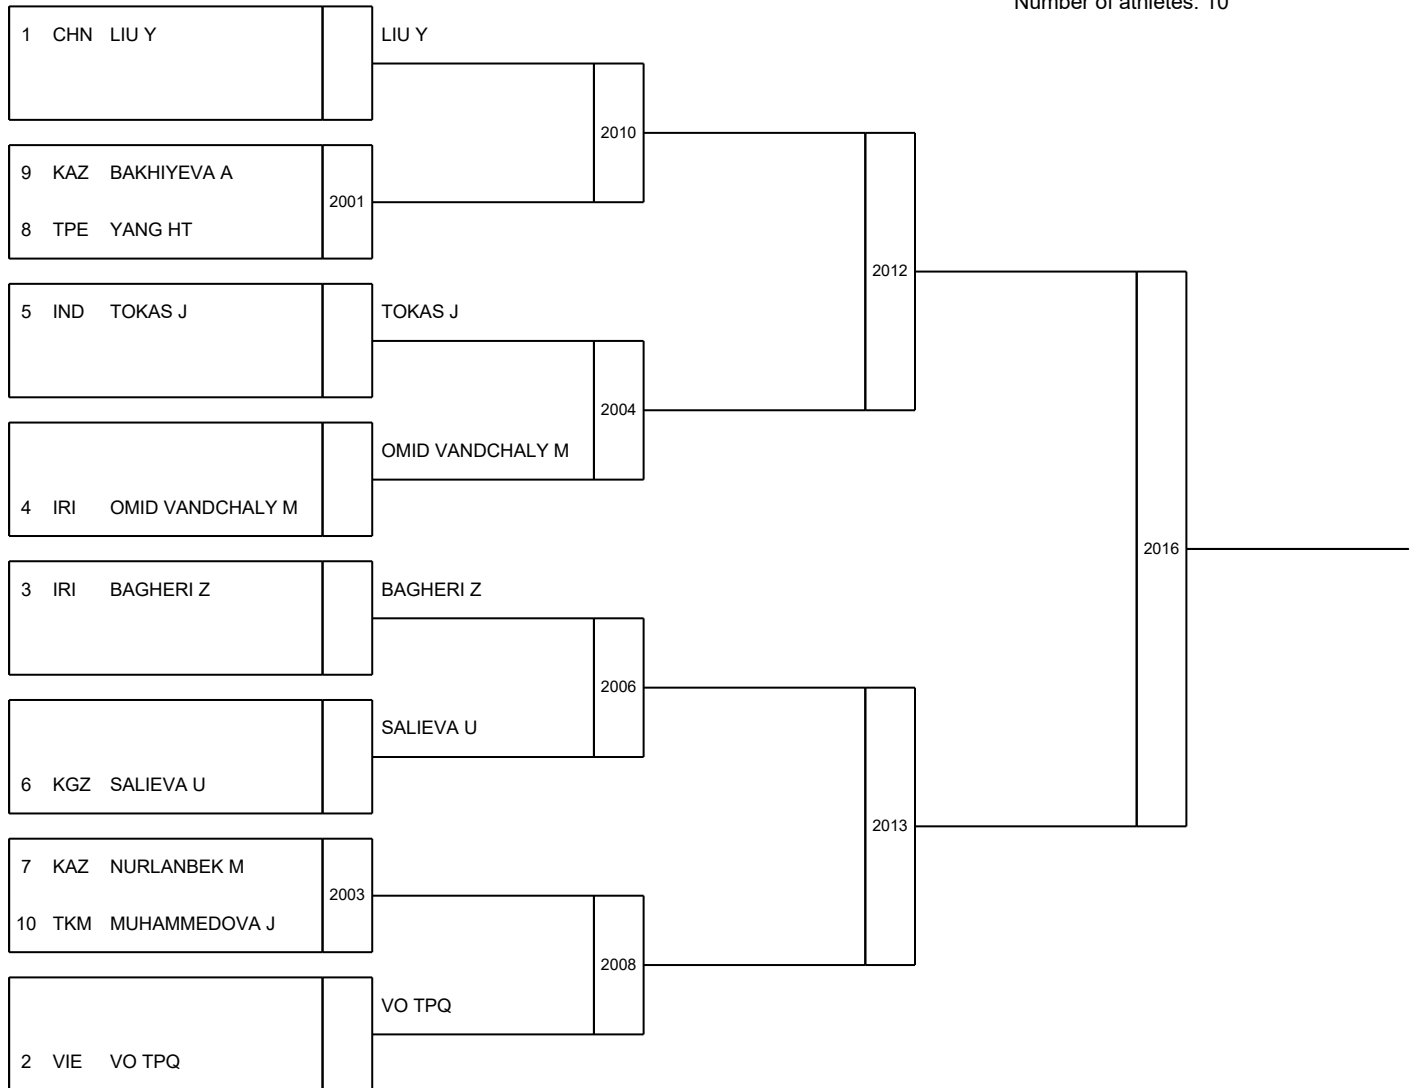 Number of athletes: 10
1 CHN LIU Y
LIU Y
2010
9 KAZ BAKHIYEVA A
2001
8 TPE YANG HT
2012
5 IND TOKAS J
TOKAS J
2004
OMID VANDCHALY M
4 IRI OMID VANDCHALY M
2016
3 IRI BAGHERI Z
BAGHERI Z
2006
SALIEVA U
6 KGZ SALIEVA U
2013
7 KAZ NURLANBEK M
2003
10 TKM MUHAMMEDOVA J
2008
VO TPQ
2 VIE VO TPQ